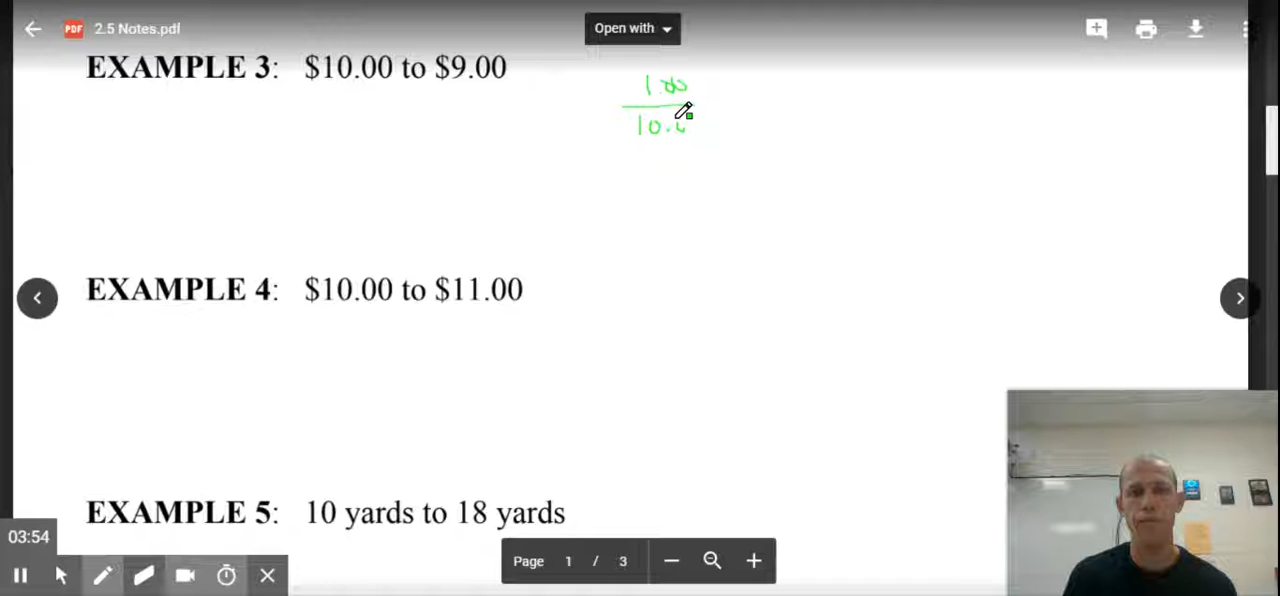 PDF 2.5 Notes.pdf
Open with
EXAMPLE 3: $10.00 to $9.00
1.00
EXAMPLE 4: $10.00 to $11.00
EXAMPLE 5: 10 yards to 18 yards
03:54
Page 1 / 3